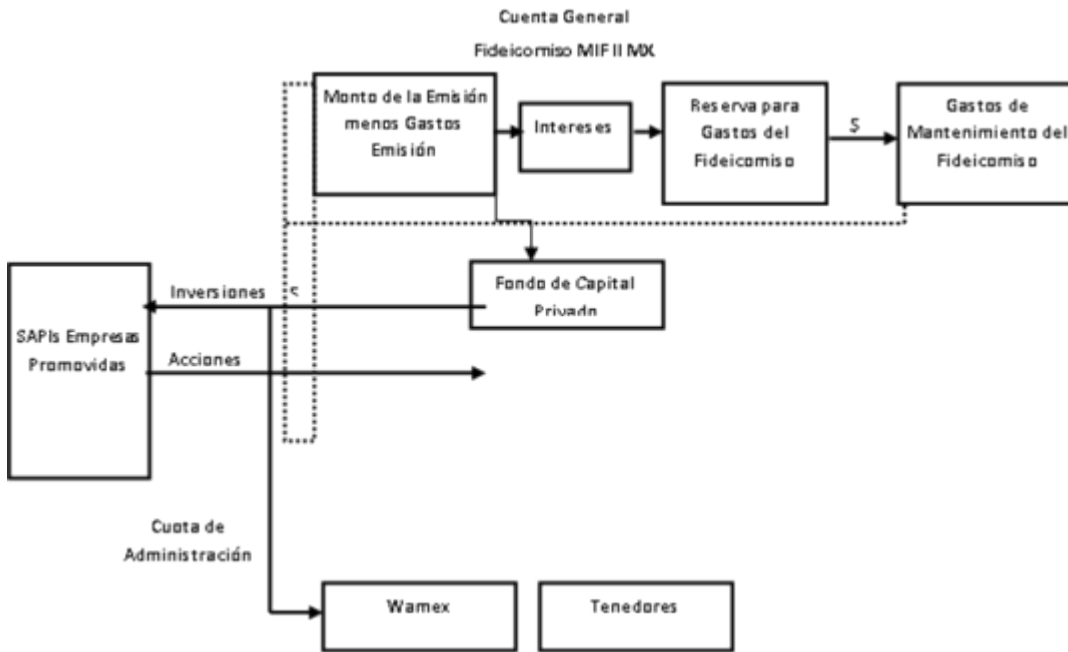 Cuenta General
Fideicomiso MIF II MX
Monto de la Emisión
menos Gastos
Emisión
Intereses
Reserva para
Gastos del
Fideicomiso
$
Gastos de
Mantenimiento del
Fideicomiso
Fondo de Capital
Privado
Inversiones $
SAPIs Empresas
Promovidas
Acciones
Cuota de
Administración
Wamex
Tenedores